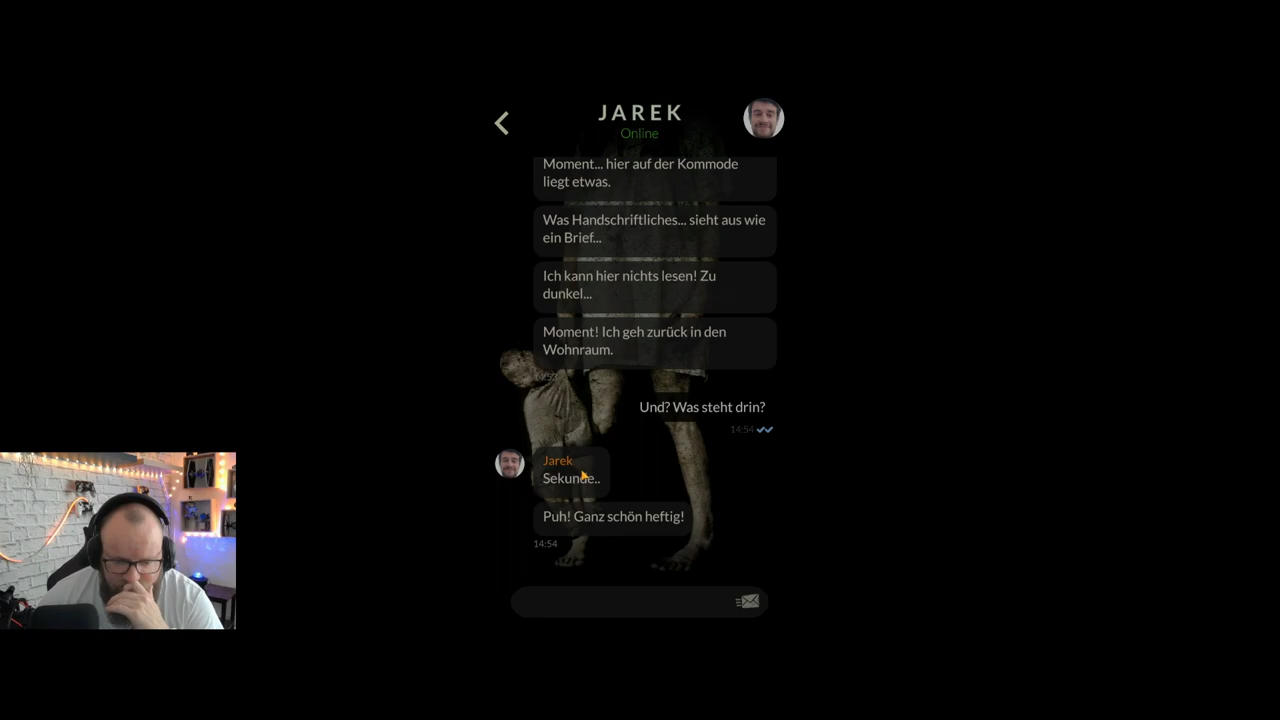 JAREK
Online
Moment... hier auf der Kommode
liegt etwas.
Was Handschriftliches... sieht aus wie
ein Brief...
Ich kann hier nichts lesen! Zu
dunkel...
Moment! Ich geh zurück in den
Wohnraum.
Und? Was steht drin?
14:54
Jarek
Sekunde..
Puh! Ganz schön heftig!
14:54